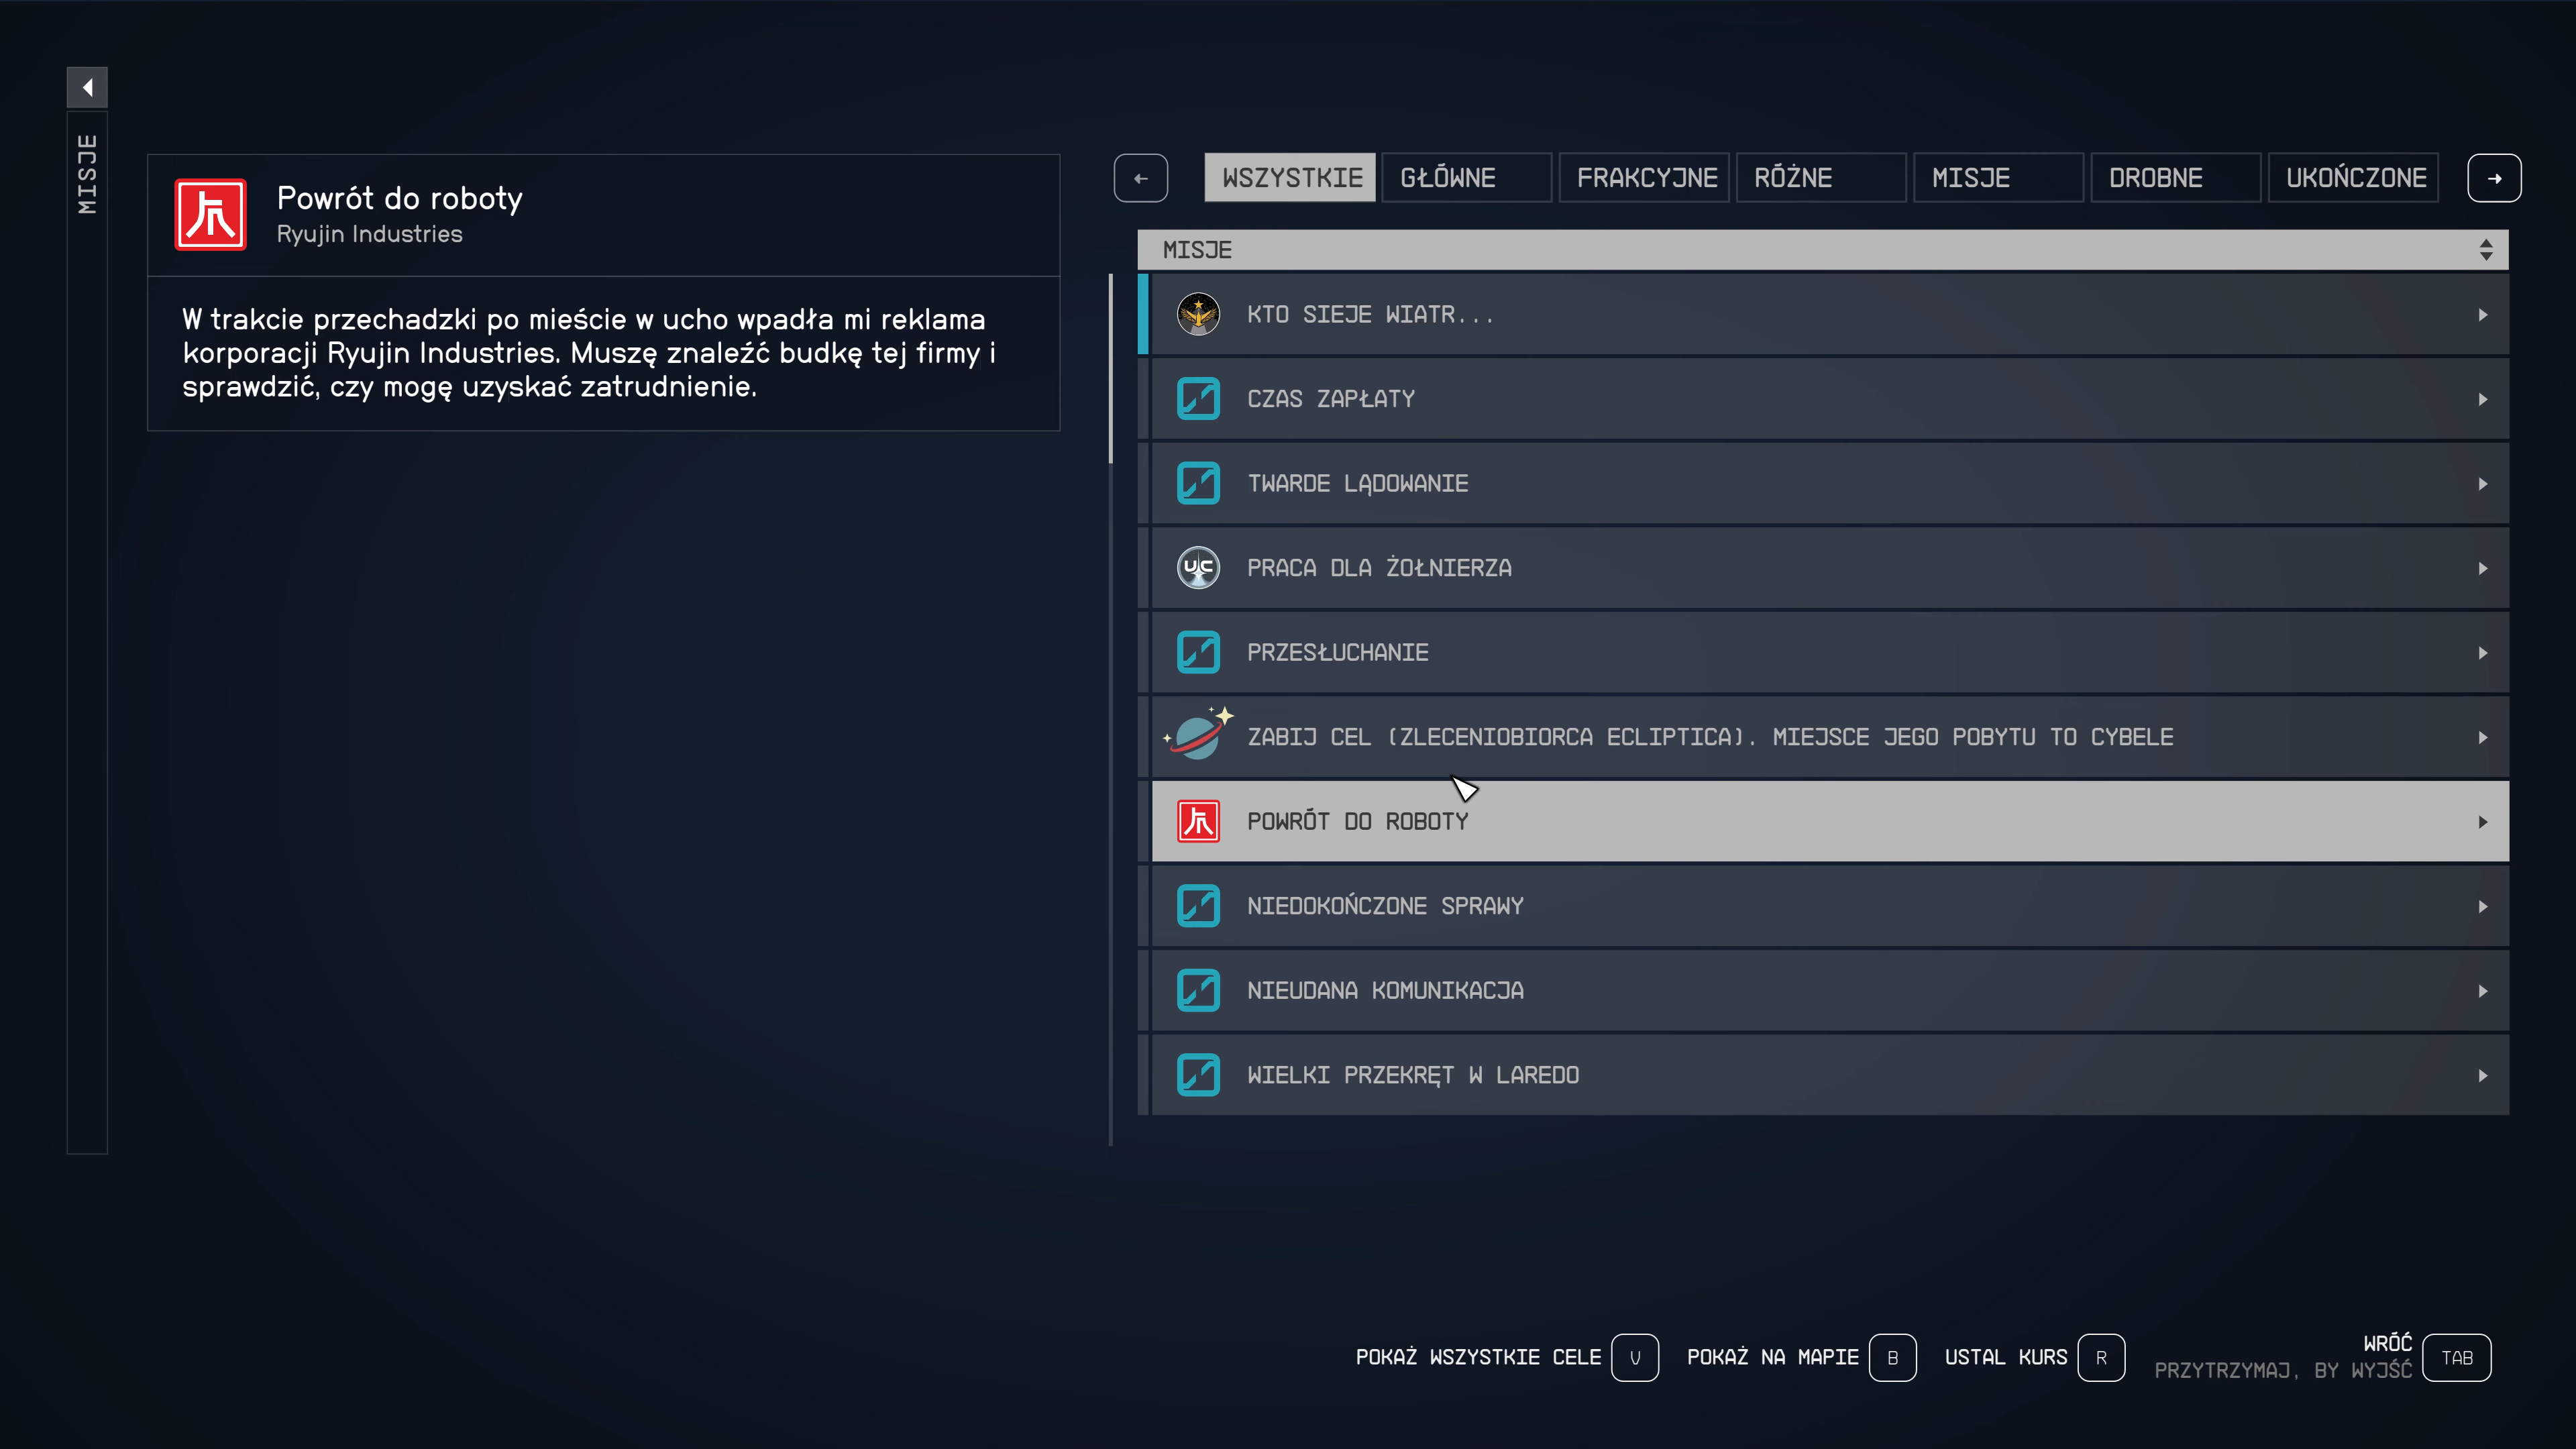 MISJE
Powrót do roboty
Ryujin Industries
W trakcie przechadzki po mieście w ucho wpadła mi reklama
korporacji Ryujin Industries. Muszę znaleźć budkę tej firmy i
sprawdzić, czy mogę uzyskać zatrudnienie.
WSZYSTKIE GŁÓWNE FRAKCYJNE RÓŻNE MISJE DROBNE UKOŃCZONE
MISJE
KTO SIEJE WIATR...
CZAS ZAPŁATY
TWARDE LĄDOWANIE
UC
PRACA DLA ŻOŁNIERZA
PRZESŁUCHANIE
ZABIJ CEL (ZLECENIOBIORCA ECLIPTICA). MIEJSCE JEGO POBYTU TO CYBELE
POWRÓT DO ROBOTY
NIEDOKOŃCZONE SPRAWY
NIEUDANA KOMUNIKACJA
WIELKI PRZEKRĘT W LAREDO
POKAŻ WSZYSTKIE CELE V POKAŻ NA MAPIE B USTAL KURS R WRÓĆ TAB
PRZYTRZYMAJ, BY WYJŚĆ